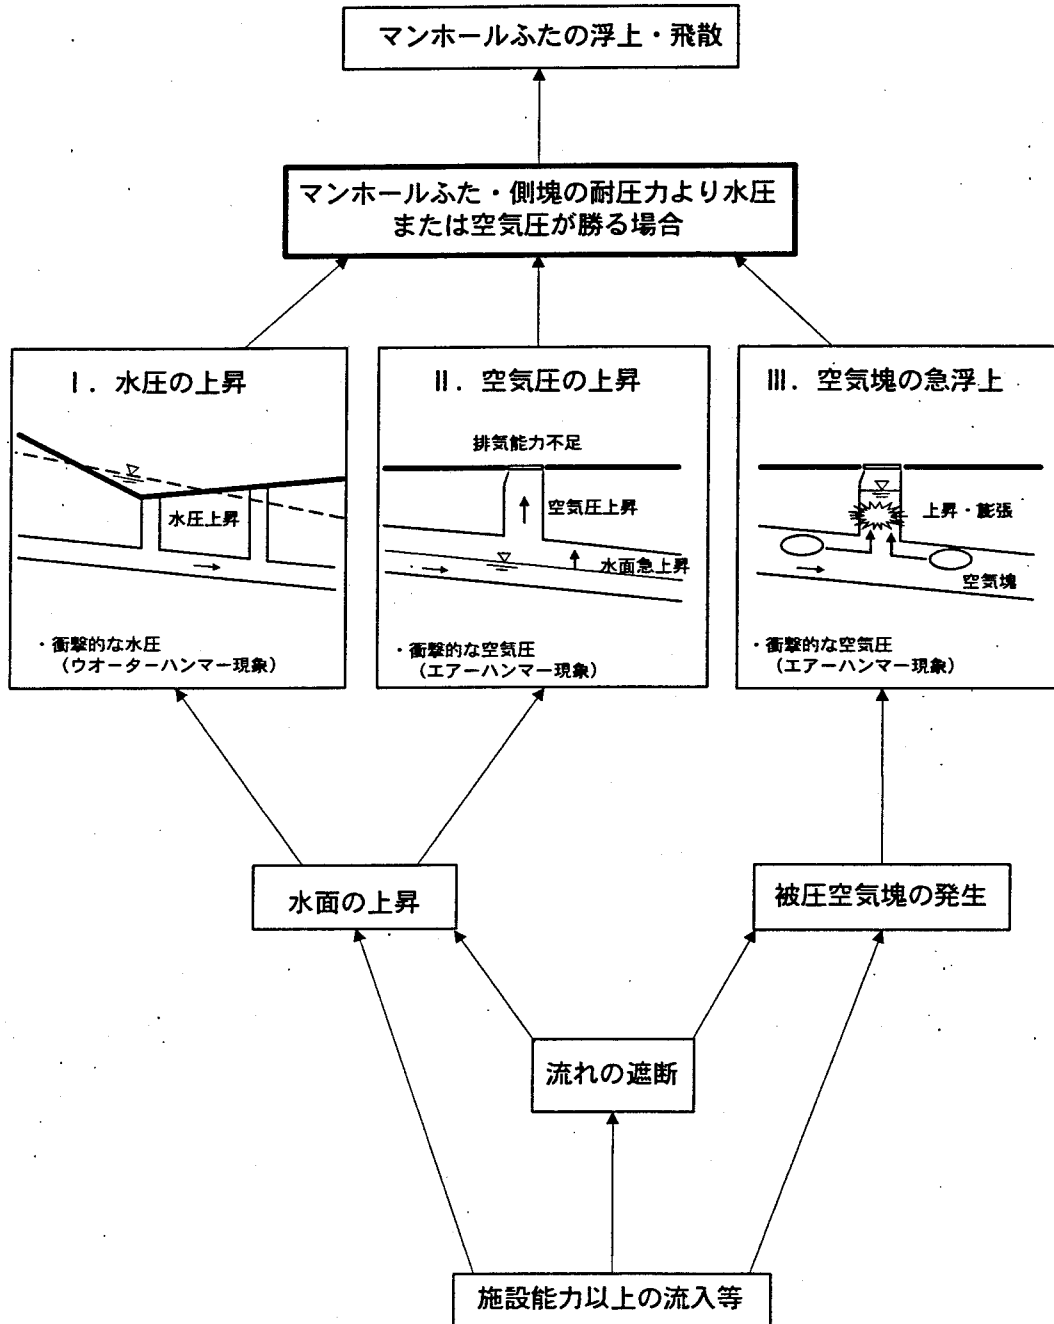 マンホールふたの浮上・飛散
マンホールふた・側塊の耐圧力より水圧
または空気圧が勝る場合
Ⅰ．水圧の上昇
水圧上昇
・衝撃的な水圧
（ウオーターハンマー現象）
Ⅱ．空気圧の上昇
排気能力不足
空気圧上昇
水面急上昇
・衝撃的な空気圧
（エアーハンマー現象）
Ⅲ．空気塊の急浮上
上昇・膨張
空気塊
・衝撃的な空気圧
（エアーハンマー現象）
水面の上昇
被圧空気塊の発生
流れの遮断
施設能力以上の流入等